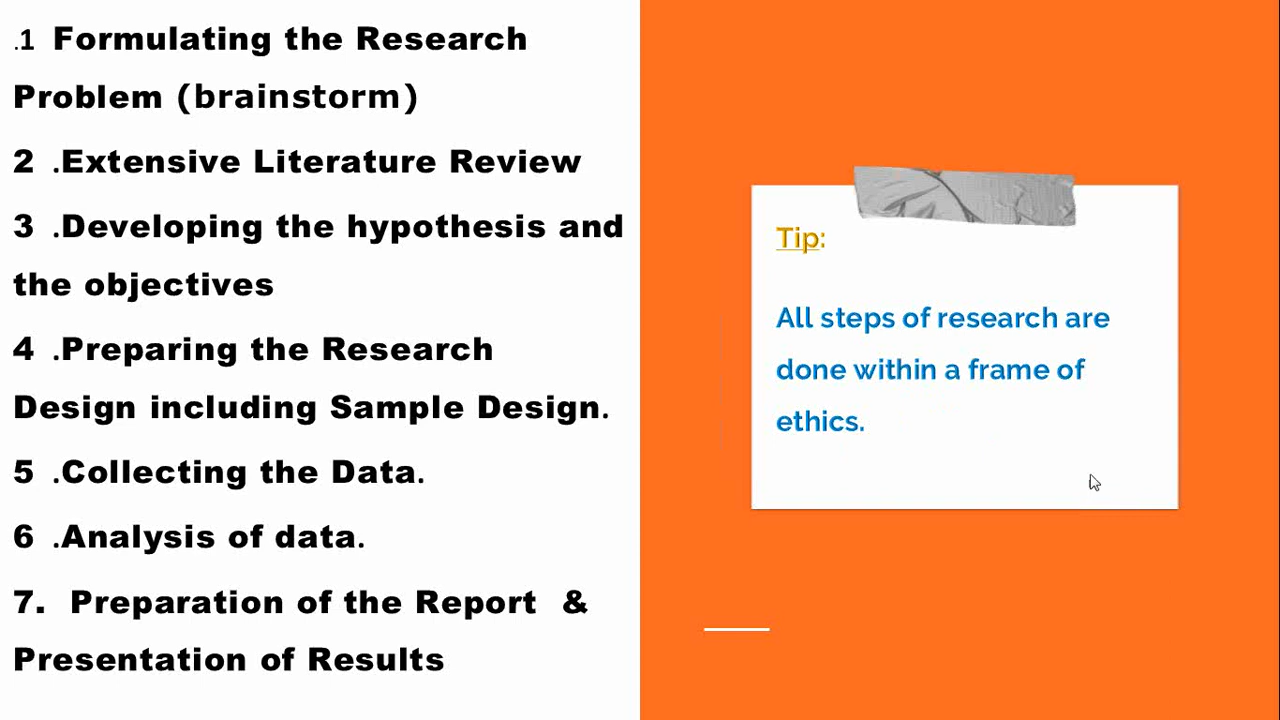 .1 Formulating the Research
Problem (brainstorm)
2 .Extensive Literature Review
3 .Developing the hypothesis and
the objectives
4 .Preparing the Research
Design including Sample Design.
5 .Collecting the Data.
6 .Analysis of data.
7. Preparation of the Report &
Presentation of Results
Tip:
All steps of research are
done within a frame of
ethics.